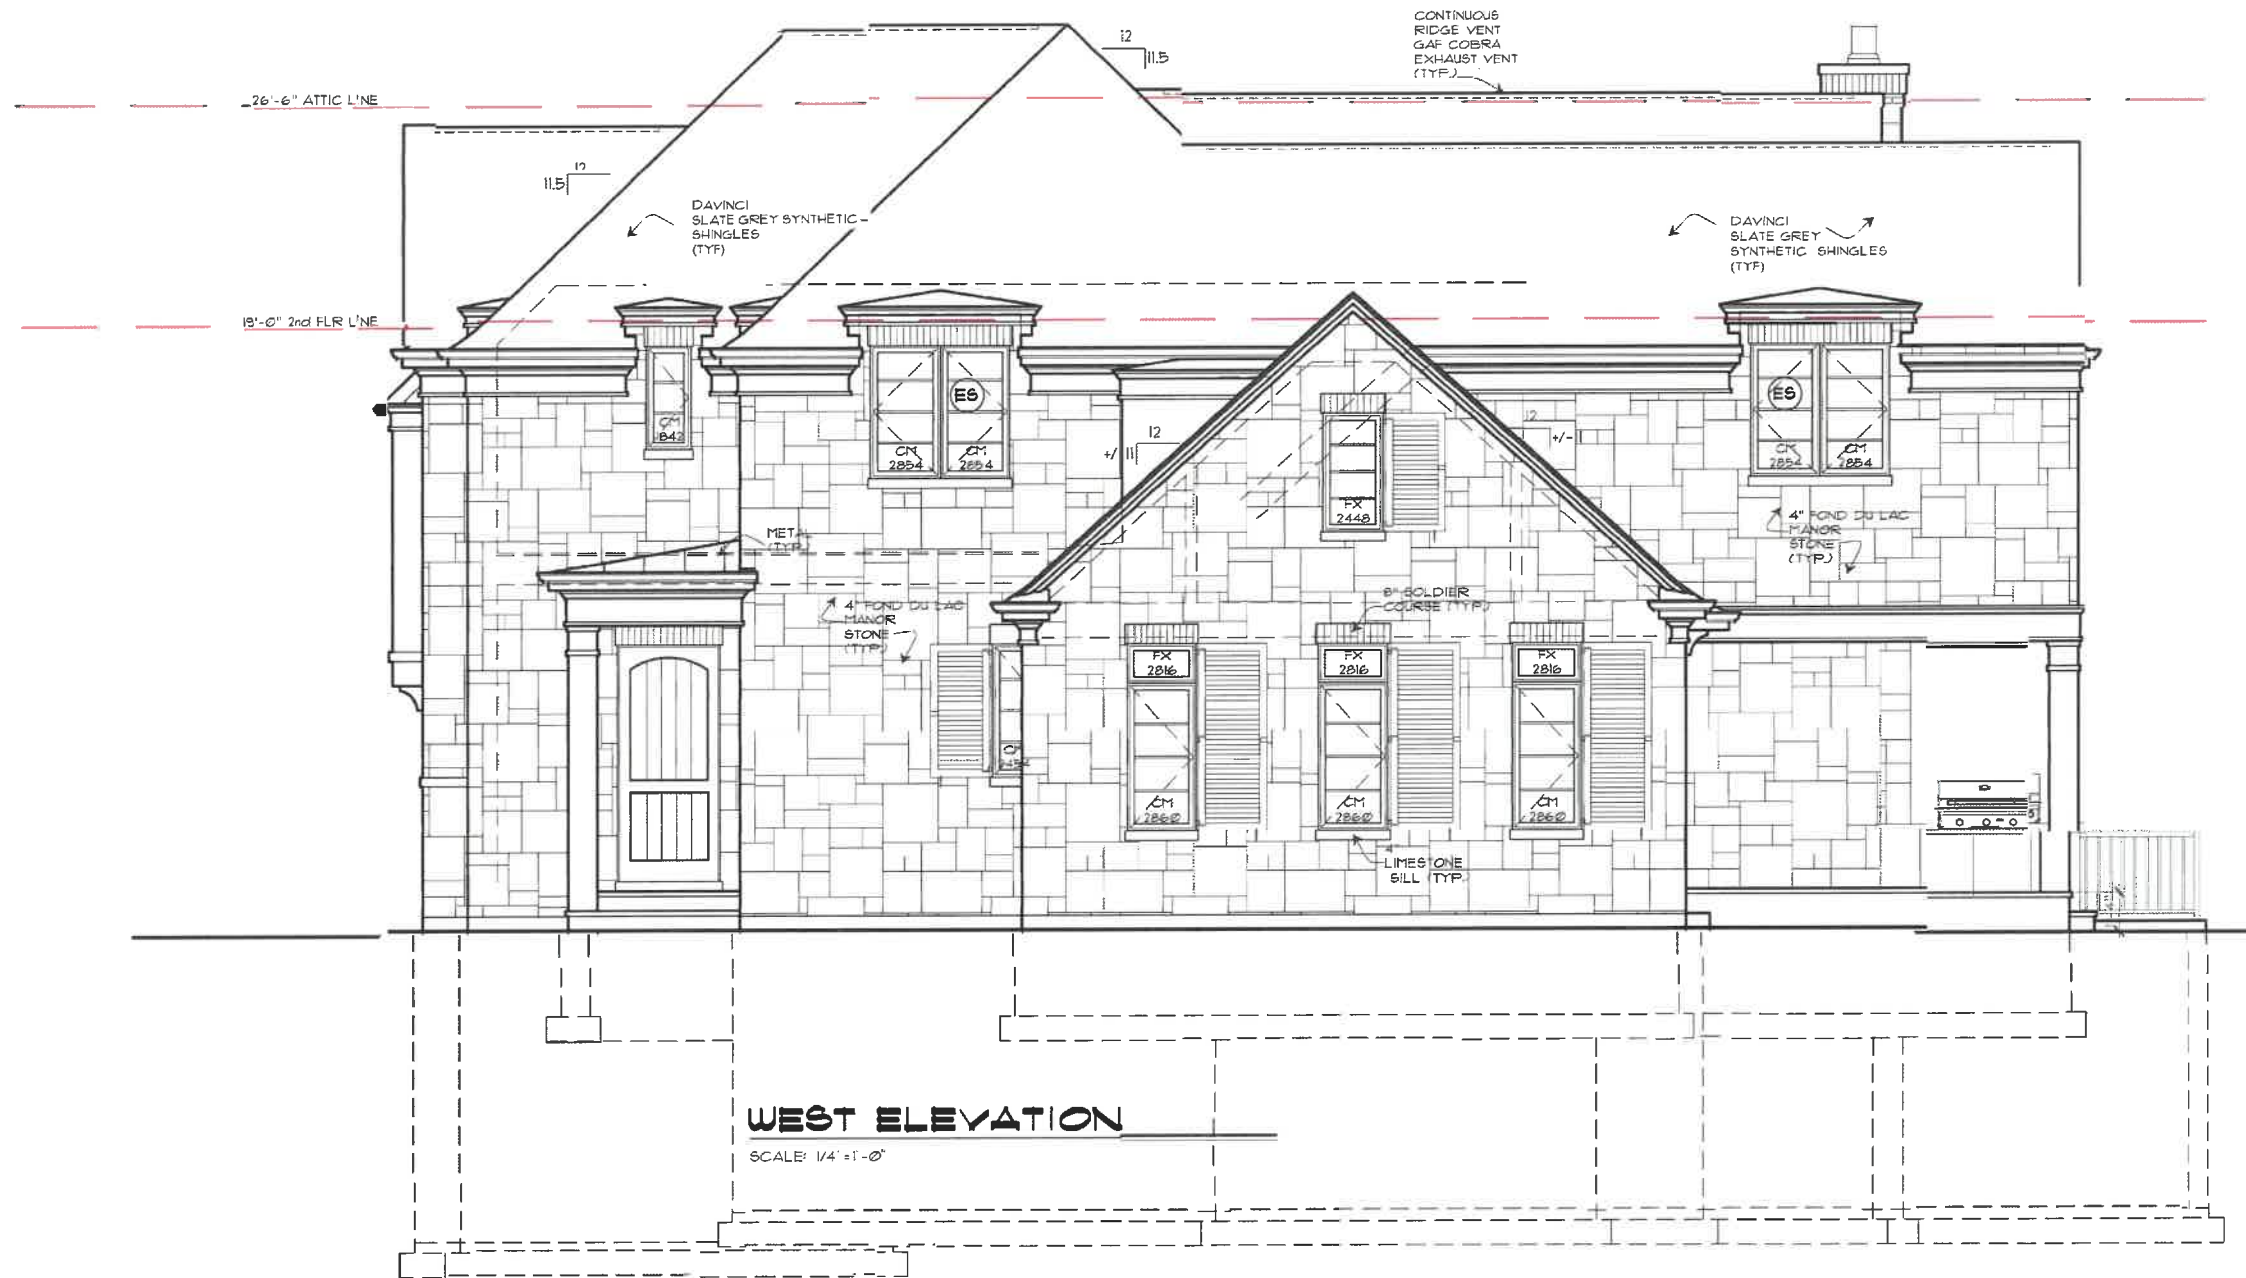 CONTINUOUS
RIDGE VENT
GAF COBRA
EXHAUST VENT
(TYP.)
12
11.5
26'-6" ATTIC LINE
12
11.5
DAVINCI
SLATE GREY SYNTHETIC
SHINGLES
(TYP)
DAVINCI
SLATE GREY
SYNTHETIC SHINGLES
(TYP)
19'-0" 2nd FLR LINE
ES
ES
CM
1842
CM
2854
CM
2854
12
+/- 11
12
+/-
CM
2854
CM
2854
FX
2448
4" FOND DU LAC
MANOR
STONE
(TYP.)
METAL
(TYP.)
4" FOND DU LAC
MANOR
STONE
(TYP.)
8" SOLDIER
COURSE (TYP.)
FX
2816
FX
2816
FX
2816
CM
2860
CM
2860
CM
2860
LIMESTONE
SILL (TYP.
WEST ELEVATION
SCALE: 1/4"=1'-0"